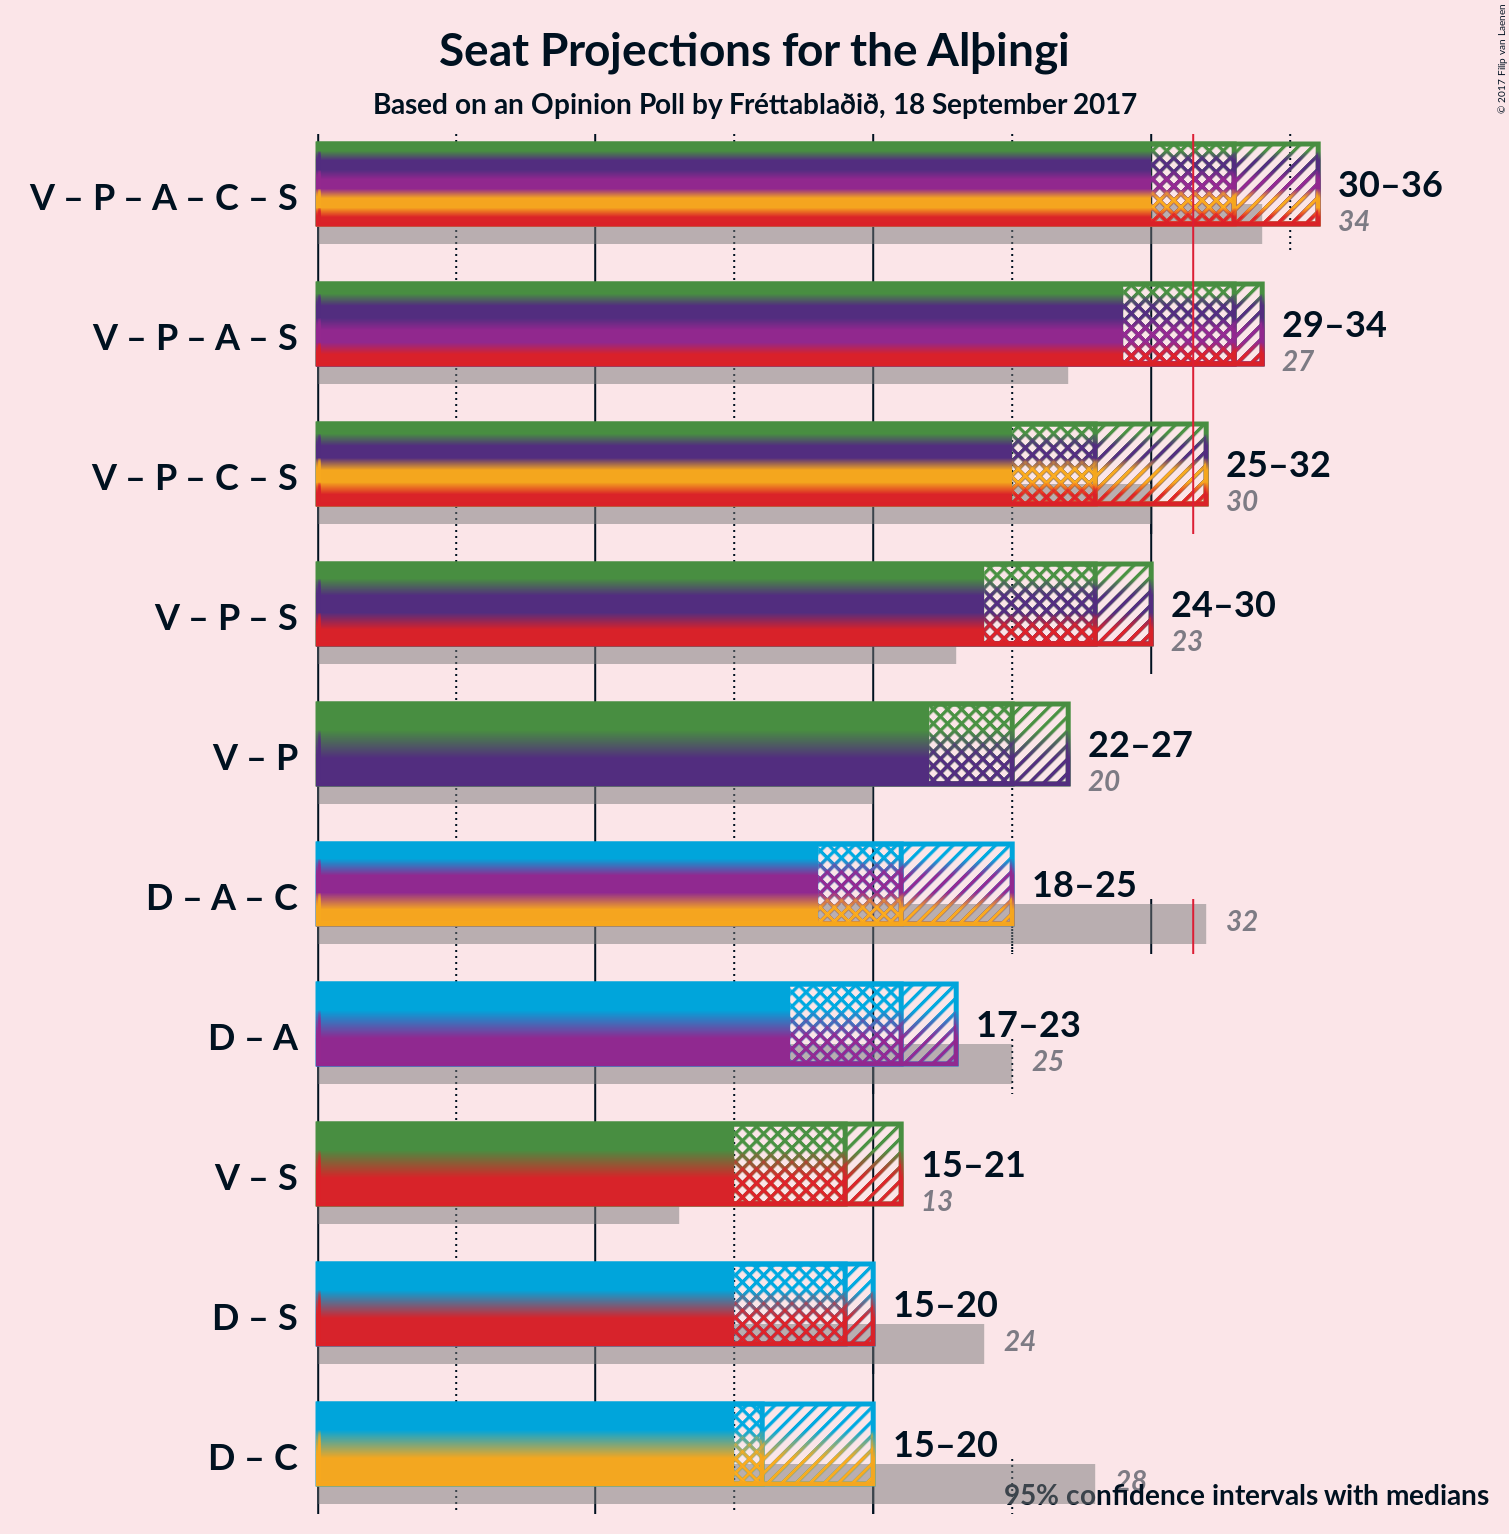 Seat Projections for the Alþingi
Based on an Opinion Poll by Fréttablaðið, 18 September 2017
© 2017 Filip van Laenen
V – P – A – C – S
30–36
34
V – P – A – S
29–34
27
V – P – C – S
25–32
30
V – P – S
24–30
23
V – P
22–27
20
D – A – C
18–25
32
D – A
17–23
25
V – S
15–21
13
D – S
15–20
24
D – C
15–20
28
95% confidence intervals with medians